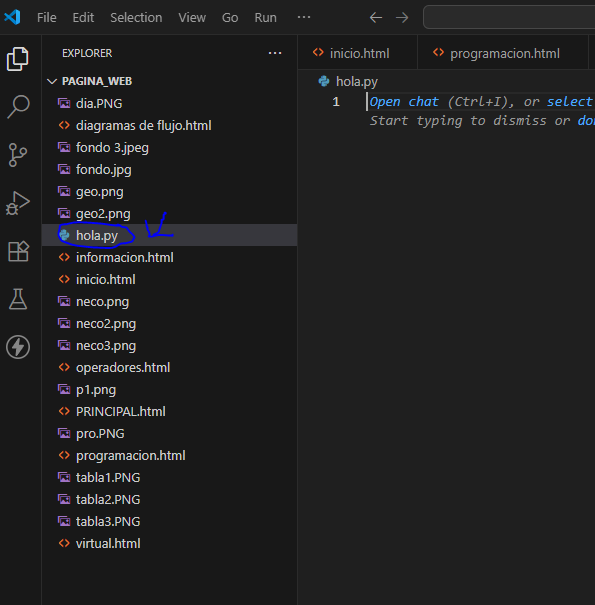 File Edit Selection View Go Run ···
EXPLORER ···
inicio.html programacion.html
PAGINA_WEB
hola.py
dia.PNG
1 Open chat (Ctrl+I), or select
diagramas de flujo.html
Start typing to dismiss or don
fondo 3.jpeg
fondo.jpg
geo.png
geo2.png
hola.py
informacion.html
inicio.html
neco.png
neco2.png
neco3.png
operadores.html
p1.png
PRINCIPAL.html
pro.PNG
programacion.html
tabla1.PNG
tabla2.PNG
tabla3.PNG
virtual.html